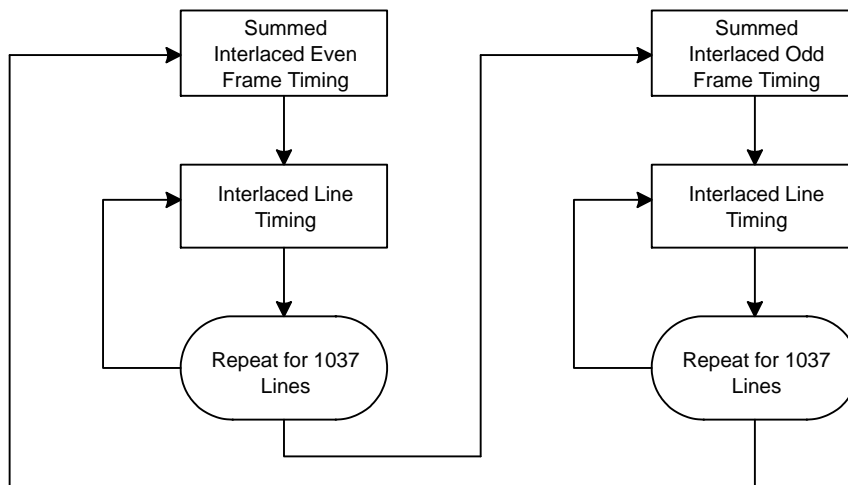 Summed
Interlaced Even
Frame Timing
Interlaced Line
Timing
Repeat for 1037
Lines
Summed
Interlaced Odd
Frame Timing
Interlaced Line
Timing
Repeat for 1037
Lines